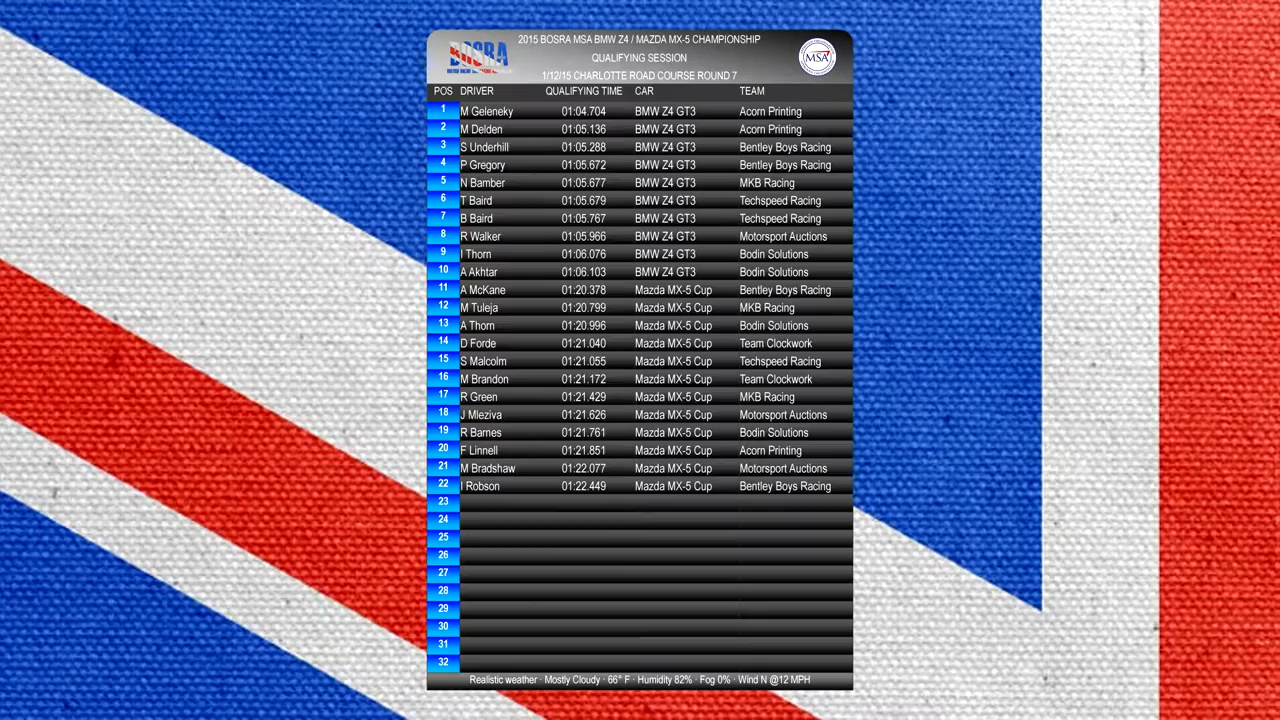 BOSRA
2015 BOSRA MSA BMW Z4 / MAZDA MX-5 CHAMPIONSHIP
QUALIFYING SESSION
1/12/15 CHARLOTTE ROAD COURSE ROUND 7
MSA
POS DRIVER QUALIFYING TIME CAR TEAM
1 M Geleneky 01:04.704 BMW Z4 GT3 Acorn Printing
2 M Delden 01:05.136 BMW Z4 GT3 Acorn Printing
3 S Underhill 01:05.288 BMW Z4 GT3 Bentley Boys Racing
4 P Gregory 01:05.672 BMW Z4 GT3 Bentley Boys Racing
5 N Bamber 01:05.677 BMW Z4 GT3 MKB Racing
6 T Baird 01:05.679 BMW Z4 GT3 Techspeed Racing
7 B Baird 01:05.767 BMW Z4 GT3 Techspeed Racing
8 R Walker 01:05.966 BMW Z4 GT3 Motorsport Auctions
9 I Thorn 01:06.076 BMW Z4 GT3 Bodin Solutions
10 A Akhtar 01:06.103 BMW Z4 GT3 Bodin Solutions
11 A McKane 01:20.378 Mazda MX-5 Cup Bentley Boys Racing
12 M Tuleja 01:20.799 Mazda MX-5 Cup MKB Racing
13 A Thorn 01:20.996 Mazda MX-5 Cup Bodin Solutions
14 D Forde 01:21.040 Mazda MX-5 Cup Team Clockwork
15 S Malcolm 01:21.055 Mazda MX-5 Cup Techspeed Racing
16 M Brandon 01:21.172 Mazda MX-5 Cup Team Clockwork
17 R Green 01:21.429 Mazda MX-5 Cup MKB Racing
18 J Mleziva 01:21.626 Mazda MX-5 Cup Motorsport Auctions
19 R Barnes 01:21.761 Mazda MX-5 Cup Bodin Solutions
20 F Linnell 01:21.851 Mazda MX-5 Cup Acorn Printing
21 M Bradshaw 01:22.077 Mazda MX-5 Cup Motorsport Auctions
22 I Robson 01:22.449 Mazda MX-5 Cup Bentley Boys Racing
23
24
25
26
27
28
29
30
31
32
Realistic weather · Mostly Cloudy · 66° F · Humidity 82% · Fog 0% · Wind N @12 MPH